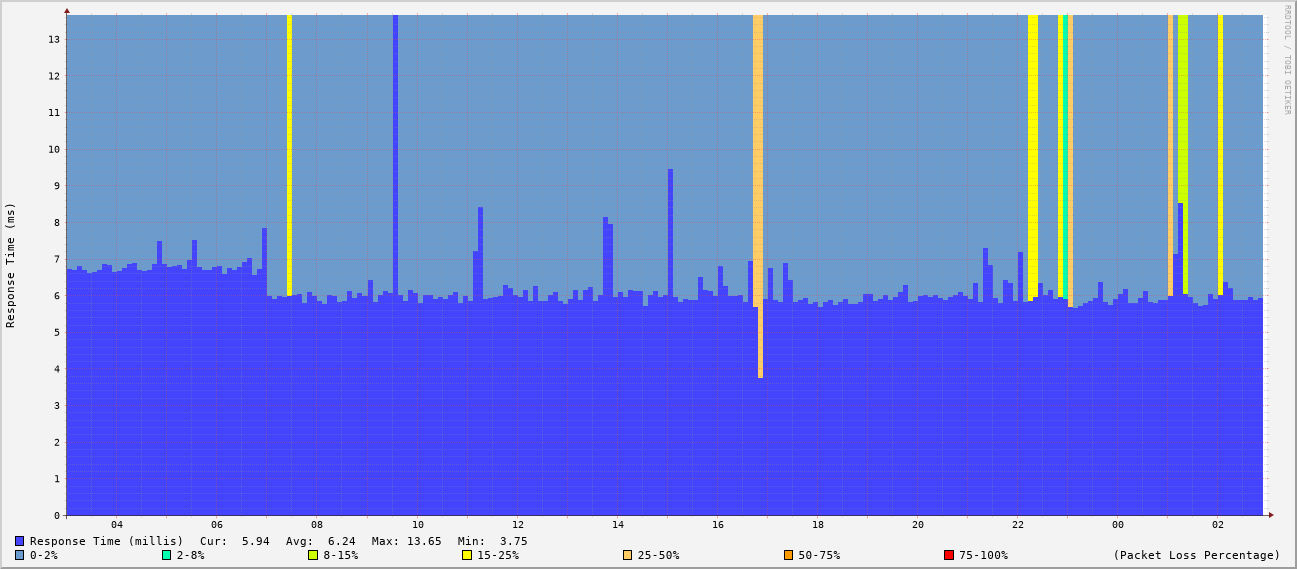 RRDTOOL / TOBI OETIKER
Response Time (ms)
13
12
11
10
9
8
7
6
5
4
3
2
1
0
04 06 08 10 12 14 16 18 20 22 00 02
Response Time (millis) Cur: 5.94 Avg: 6.24 Max: 13.65 Min: 3.75
0-2% 2-8% 8-15% 15-25% 25-50% 50-75% 75-100% (Packet Loss Percentage)